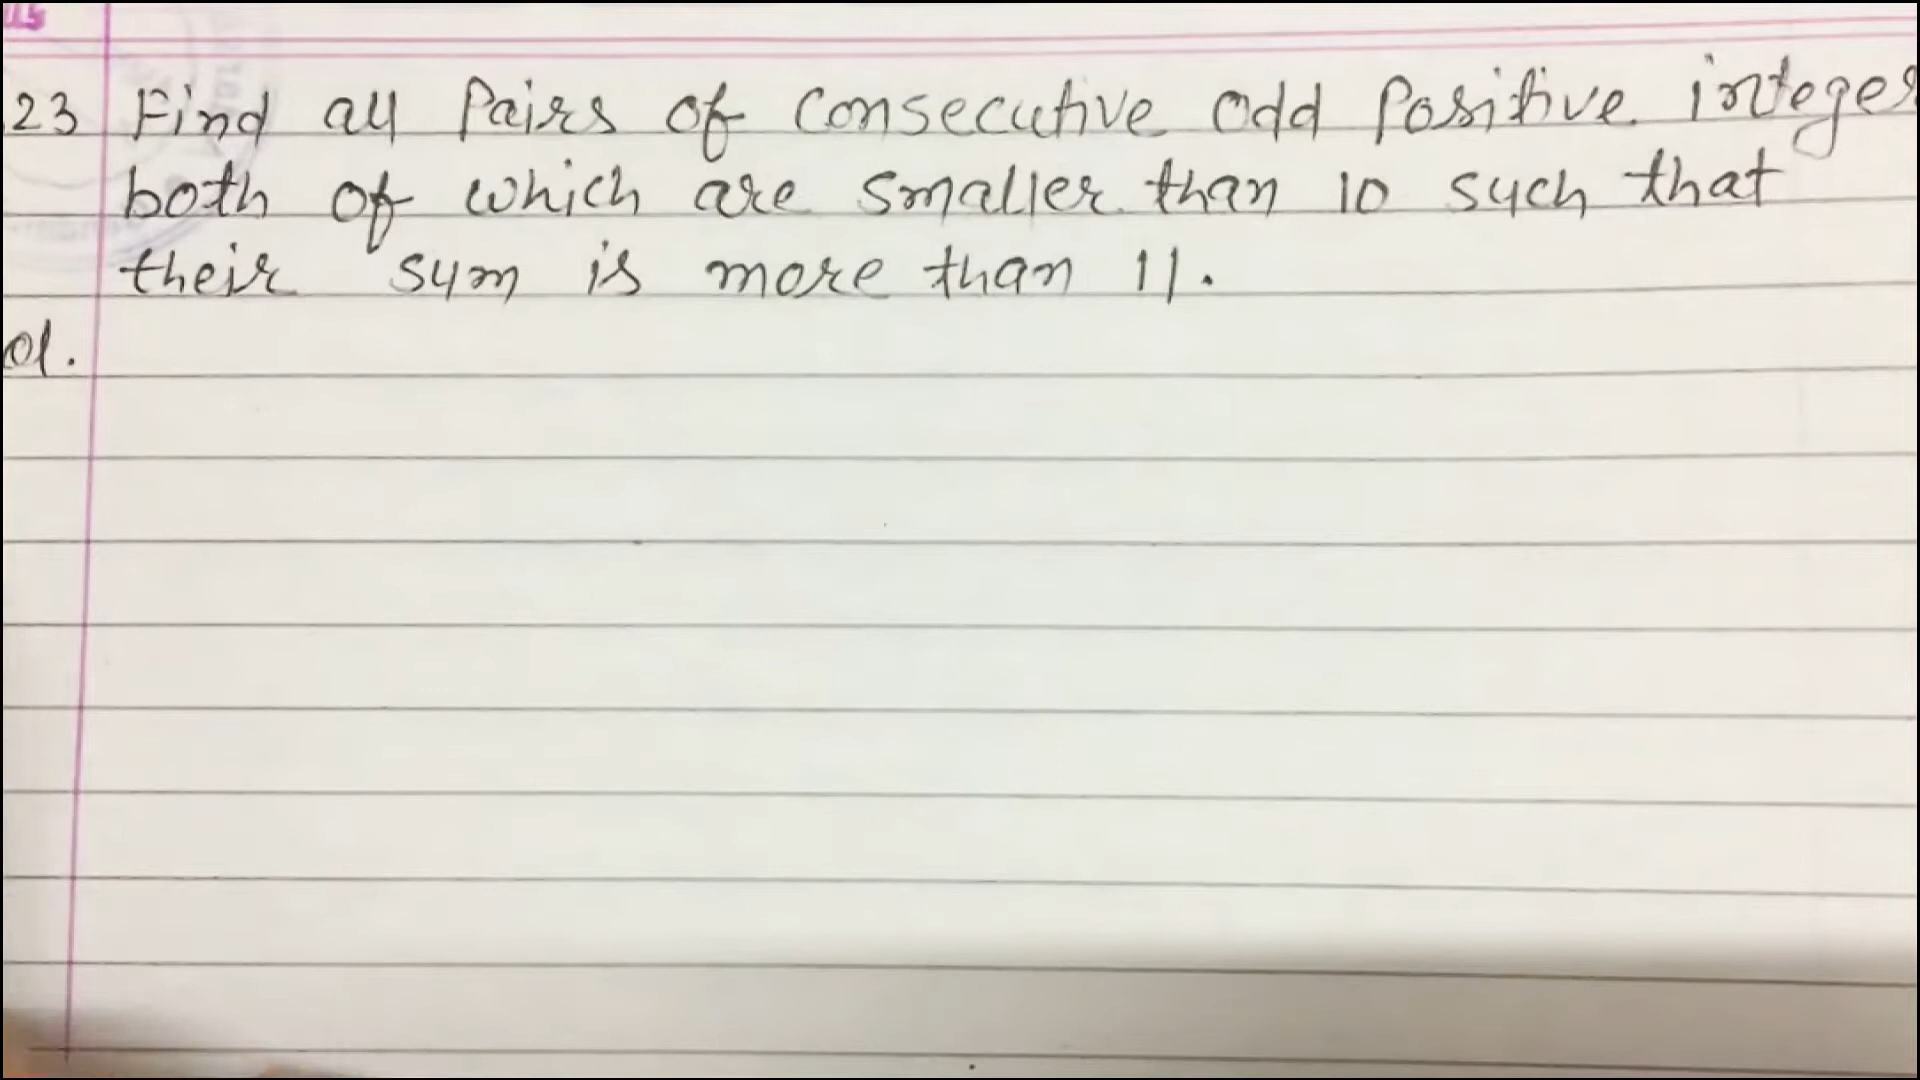 23 Find all Pairs of Consecutive odd Positive integers
both of which are smaller than 10 such that
their sum is more than 11.
ol.